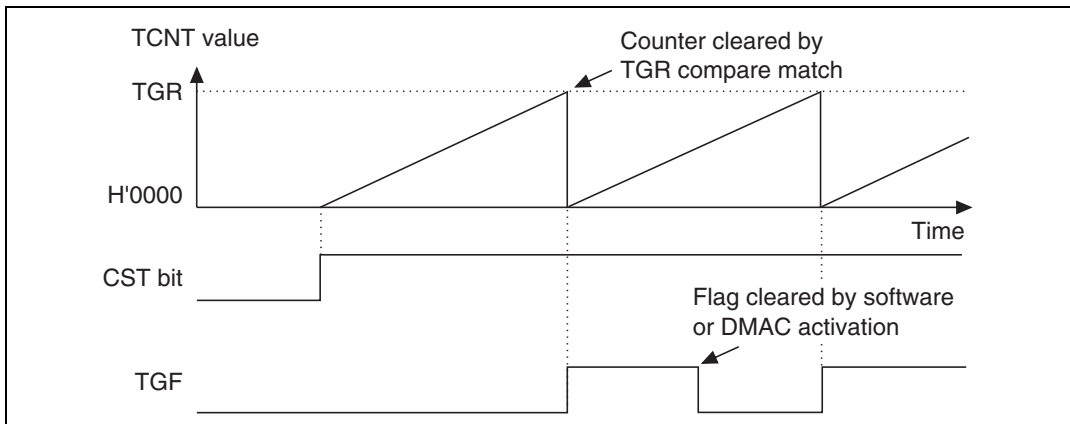 TCNT value
Counter cleared by
TGR compare match
TGR
H'0000
Time
CST bit
Flag cleared by software
or DMAC activation
TGF